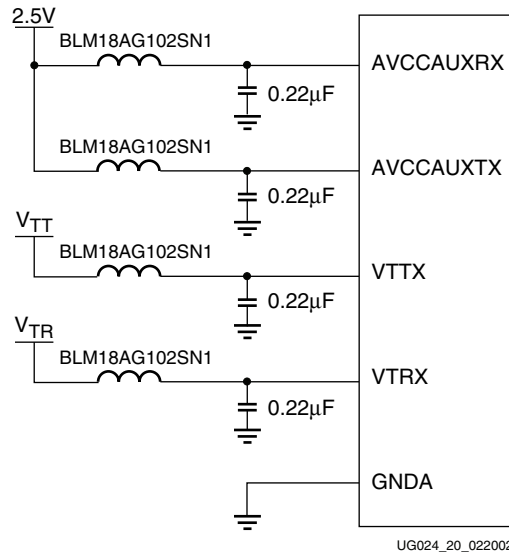 2.5V
BLM18AG102SN1
AVCCAUXRX
0.22μF
BLM18AG102SN1
AVCCAUXTX
0.22μF
VTT
BLM18AG102SN1
VTTX
0.22μF
VTR
BLM18AG102SN1
VTRX
0.22μF
GNDA
UG024_20_022002